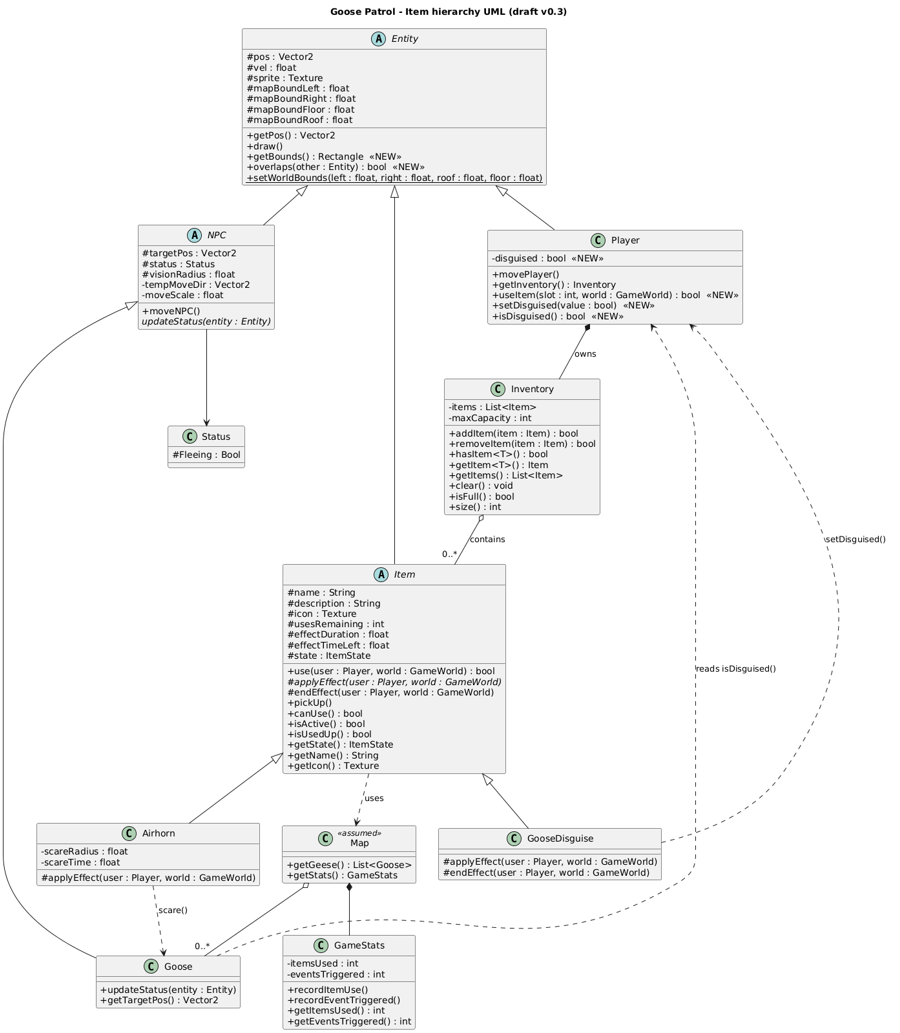 Goose Patrol - Item hierarchy UML (draft v0.3)
A Entity
#pos : Vector2
#vel : float
#sprite : Texture
#mapBoundLeft : float
#mapBoundRight : float
#mapBoundFloor : float
#mapBoundRoof : float
+getPos() : Vector2
+draw()
+getBounds() : Rectangle «NEW»
+overlaps(other : Entity) : bool «NEW»
+setWorldBounds(left : float, right : float, roof : float, floor : float)
A NPC
#targetPos : Vector2
#status : Status
#visionRadius : float
-tempMoveDir : Vector2
-moveScale : float
+moveNPC()
updateStatus(entity : Entity)
C Player
-disguised : bool «NEW»
+movePlayer()
+getInventory() : Inventory
+useItem(slot : int, world : GameWorld) : bool «NEW»
+setDisguised(value : bool) «NEW»
+isDisguised() : bool «NEW»
owns
C Inventory
-items : List<Item>
-maxCapacity : int
+addItem(item : Item) : bool
+removeItem(item : Item) : bool
+hasItem<T>() : bool
+getItem<T>() : Item
+getItems() : List<Item>
+clear() : void
+isFull() : bool
+size() : int
C Status
#Fleeing : Bool
contains
0..*
setDisguised()
A Item
#name : String
#description : String
#icon : Texture
#usesRemaining : int
#effectDuration : float
#effectTimeLeft : float
#state : ItemState
+use(user : Player, world : GameWorld) : bool
#applyEffect(user : Player, world : GameWorld)
#endEffect(user : Player, world : GameWorld)
+pickUp()
+canUse() : bool
+isActive() : bool
+isUsedUp() : bool
+getState() : ItemState
+getName() : String
+getIcon() : Texture
reads isDisguised()
uses
C Airhorn
-scareRadius : float
-scareTime : float
#applyEffect(user : Player, world : GameWorld)
C «assumed»
Map
+getGeese() : List<Goose>
+getStats() : GameStats
C GooseDisguise
#applyEffect(user : Player, world : GameWorld)
#endEffect(user : Player, world : GameWorld)
scare()
0..*
C Goose
+updateStatus(entity : Entity)
+getTargetPos() : Vector2
C GameStats
-itemsUsed : int
-eventsTriggered : int
+recordItemUse()
+recordEventTriggered()
+getItemsUsed() : int
+getEventsTriggered() : int